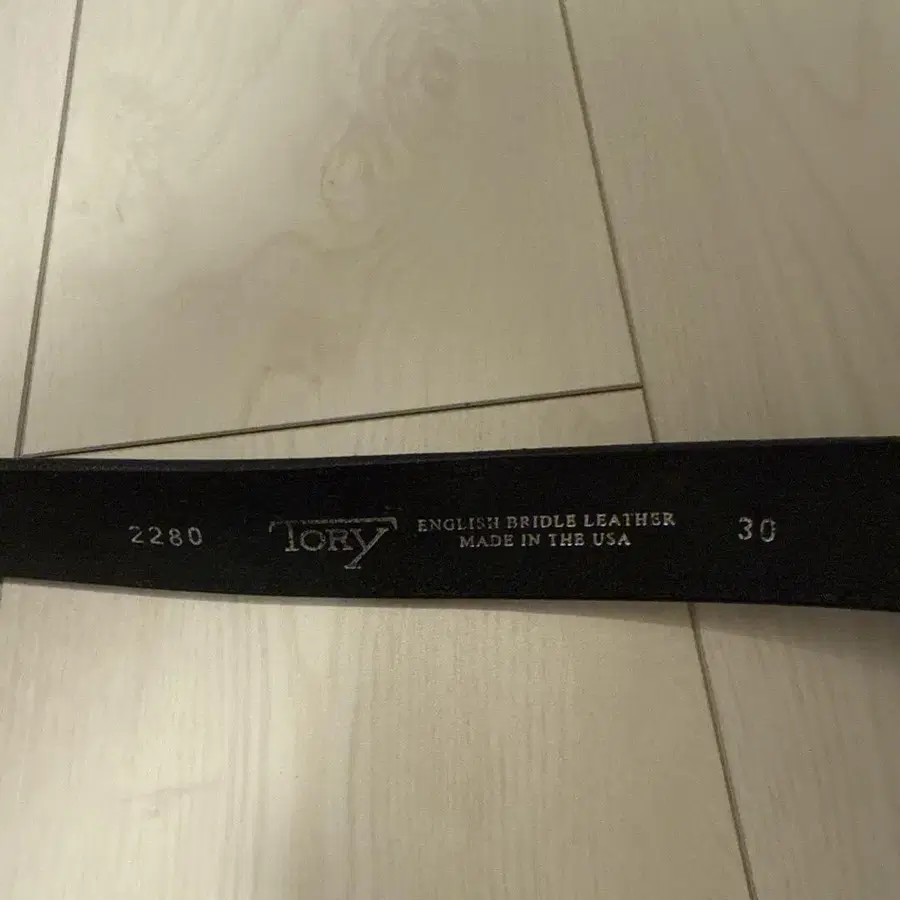 2280
TORY
ENGLISH BRIDLE LEATHER
MADE IN THE USA
30